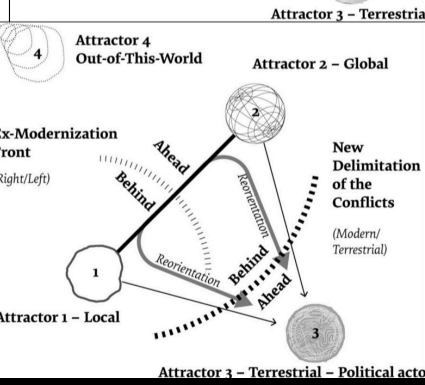 Attractor 3 – Terrestria
4
Attractor 4
Out-of-This-World
Attractor 2 – Global
2
Ex-Modernization
Front
Right/Left)
Ahead
Behind
New
Delimitation
of the
Conflicts
(Modern/
Terrestrial)
Reorientation
Reorientation
Behind
Ahead
1
Attractor 1 – Local
3
Attractor 3 – Terrestrial – Political acto